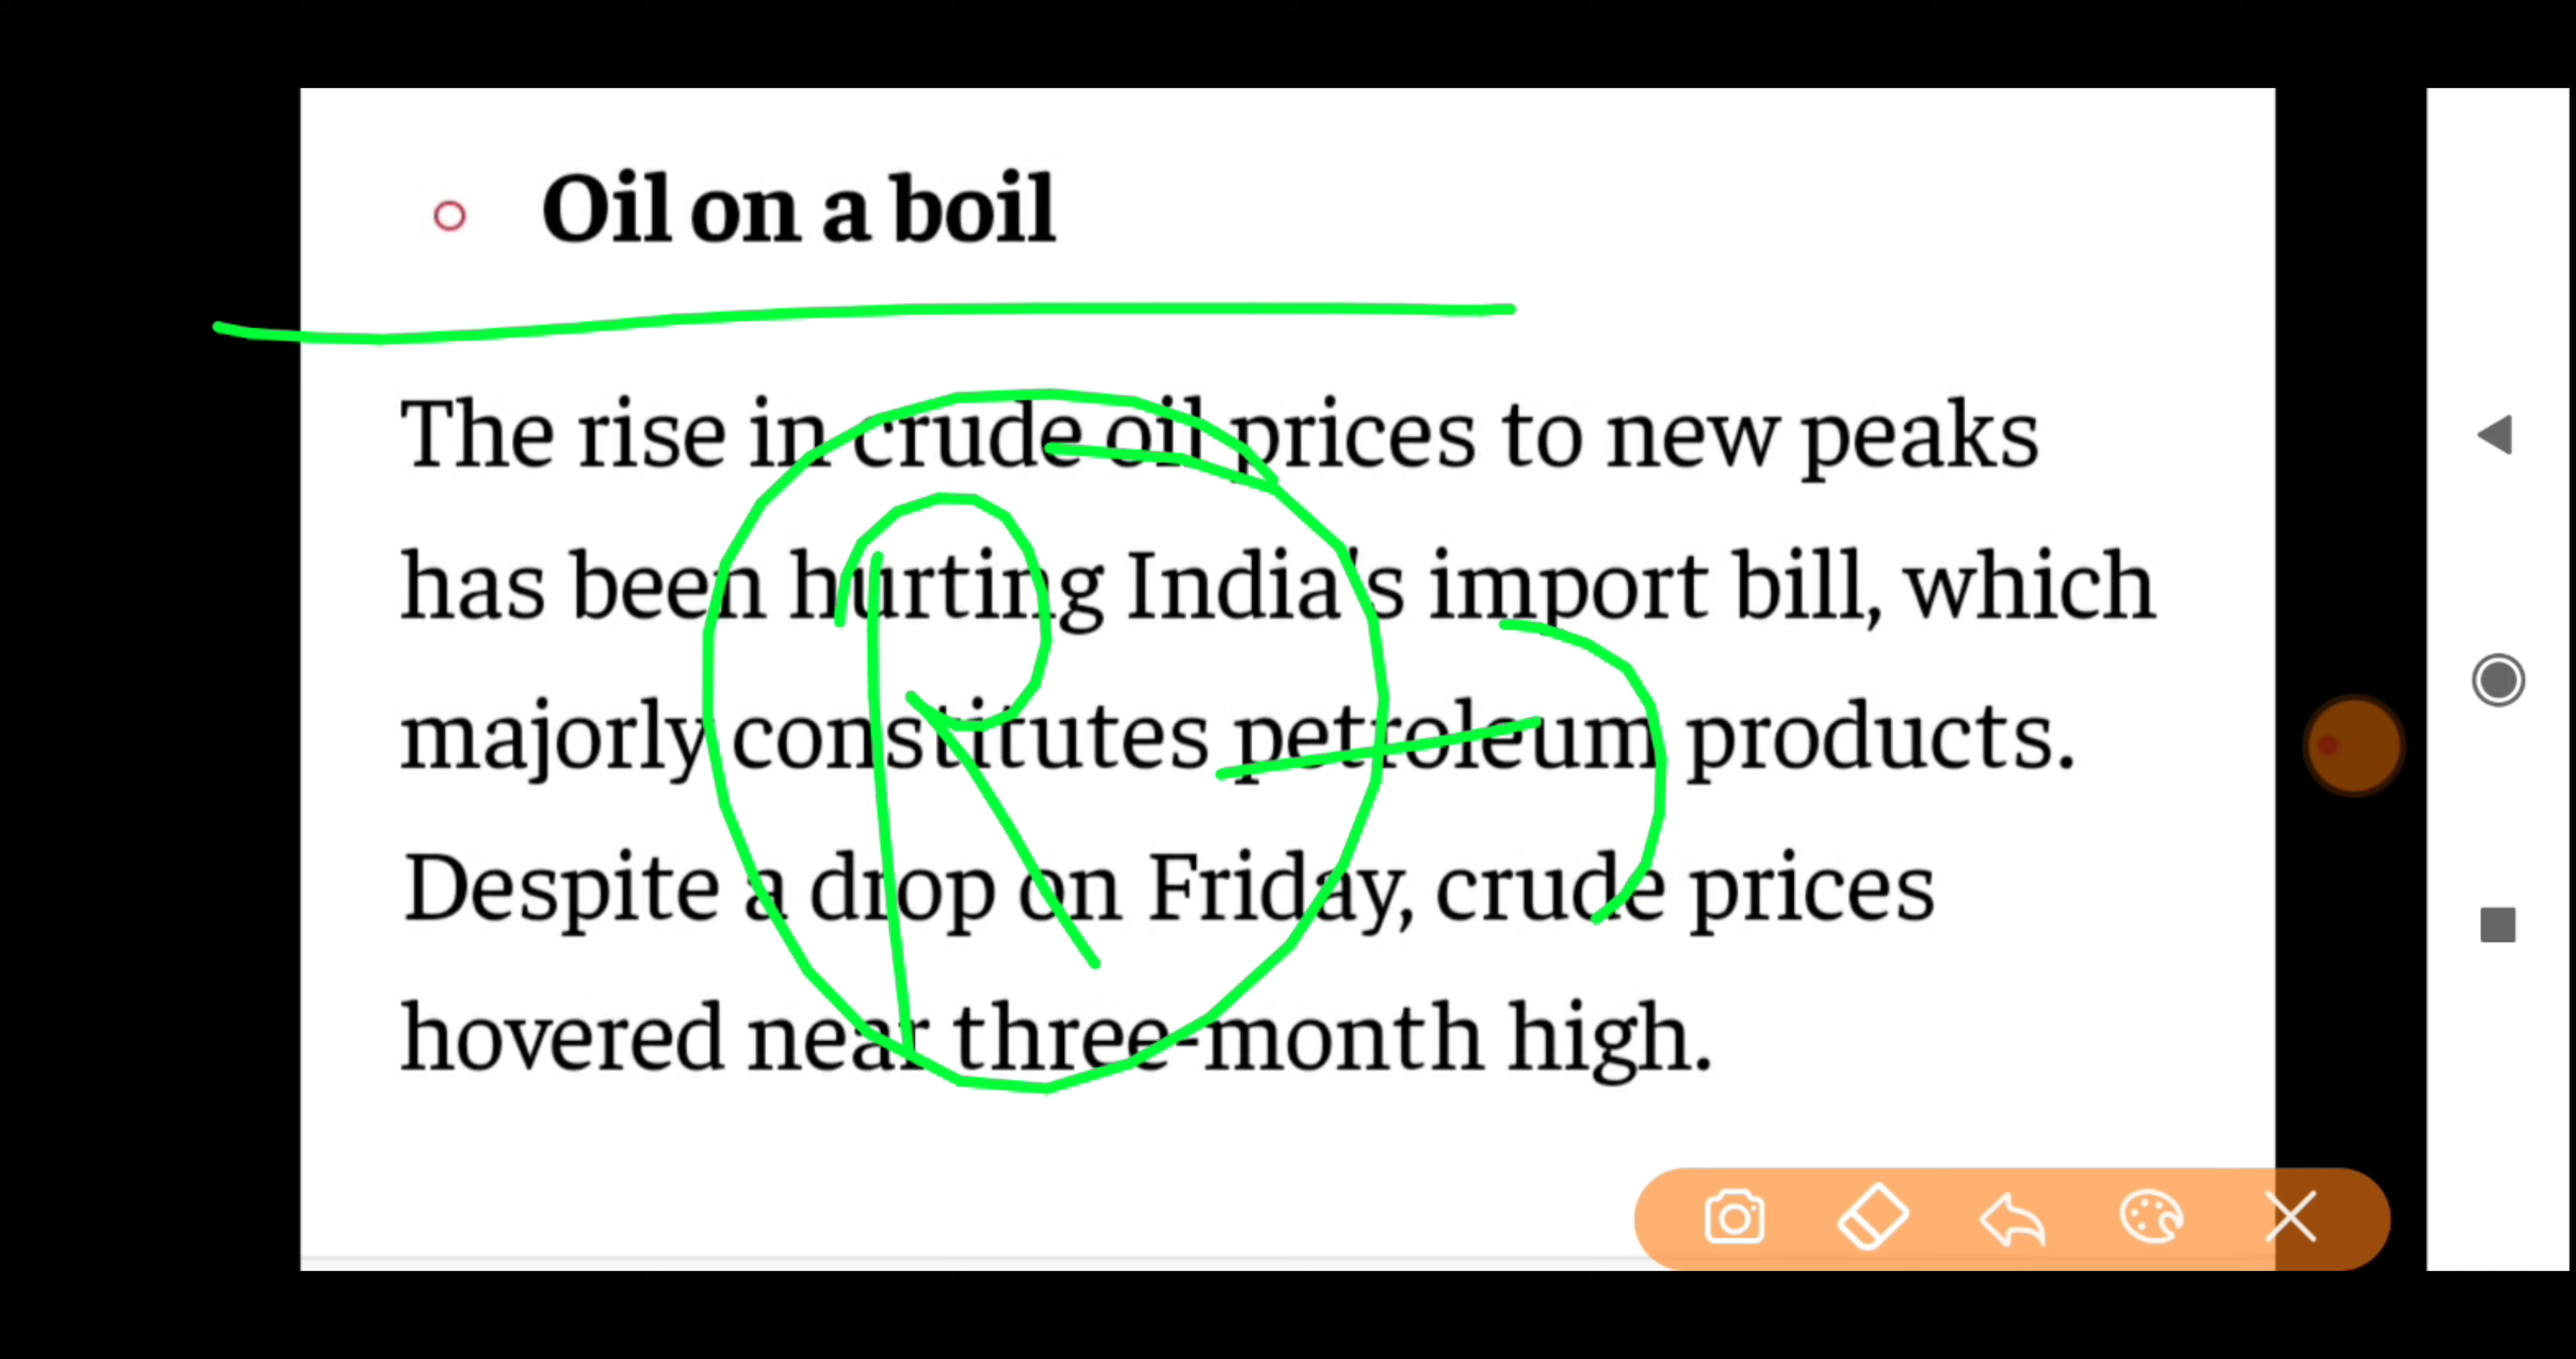 Oil on a boil
The rise in crude oil prices to new peaks
has been hurting India's import bill, which
majorly constitutes petroleum products.
Despite a drop on Friday, crude prices
hovered near three-month high.
R